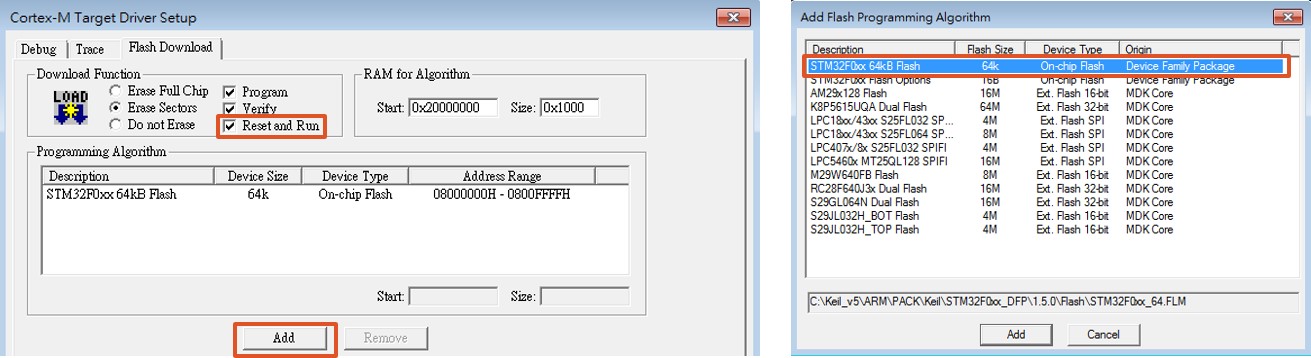 Cortex-M Target Driver Setup
Debug Trace Flash Download
Download Function
LOAD
Erase Full Chip
Erase Sectors
Do not Erase
Program
Verify
Reset and Run
RAM for Algorithm
Start: 0x20000000 Size: 0x1000
Programming Algorithm
Description Device Size Device Type Address Range
STM32F0xx 64kB Flash 64k On-chip Flash 08000000H - 0800FFFFH
Start: Size:
Add Remove
Add Flash Programming Algorithm
Description Flash Size Device Type Origin
STM32F0xx 64kB Flash 64k On-chip Flash Device Family Package
STM32F0xx Flash Options 16B On-chip Flash Device Family Package
AM29x128 Flash 16M Ext. Flash 16-bit MDK Core
K8P5615UQA Dual Flash 64M Ext. Flash 32-bit MDK Core
LPC18xx/43xx S25FL032 SP... 4M Ext. Flash SPI MDK Core
LPC18xx/43xx S25FL064 SP... 8M Ext. Flash SPI MDK Core
LPC407x/8x S25FL032 SPIFI 4M Ext. Flash SPI MDK Core
LPC5460x MT25QL128 SPIFI 16M Ext. Flash SPI MDK Core
M29W640FB Flash 8M Ext. Flash 16-bit MDK Core
RC28F640J3x Dual Flash 16M Ext. Flash 32-bit MDK Core
S29GL064N Dual Flash 16M Ext. Flash 32-bit MDK Core
S29JL032H_BOT Flash 4M Ext. Flash 16-bit MDK Core
S29JL032H_TOP Flash 4M Ext. Flash 16-bit MDK Core
C:\Keil_v5\ARM\PACK\Keil\STM32F0xx_DFP\1.5.0\Flash\STM32F0xx_64.FLM
Add Cancel